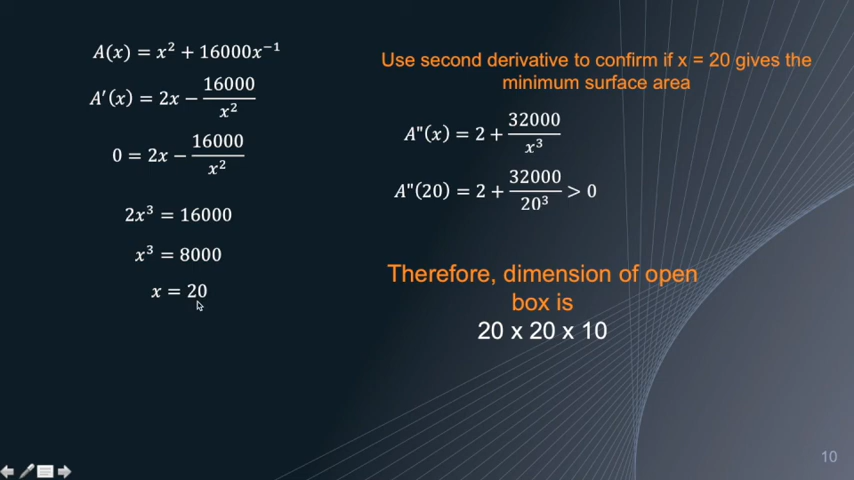 A(x) = x² + 16000x⁻¹
A′(x) = 2x − 16000/x²
0 = 2x − 16000/x²
2x³ = 16000
x³ = 8000
x = 20
Use second derivative to confirm if x = 20 gives the
minimum surface area
A"(x) = 2 + 32000/x³
A"(20) = 2 + 32000/20³ > 0
Therefore, dimension of open
box is
20 x 20 x 10
10